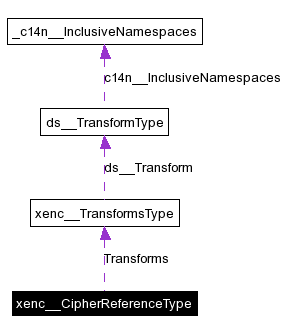 _c14n__InclusiveNamespaces
c14n__InclusiveNamespaces
ds__TransformType
ds__Transform
xenc__TransformsType
Transforms
xenc__CipherReferenceType